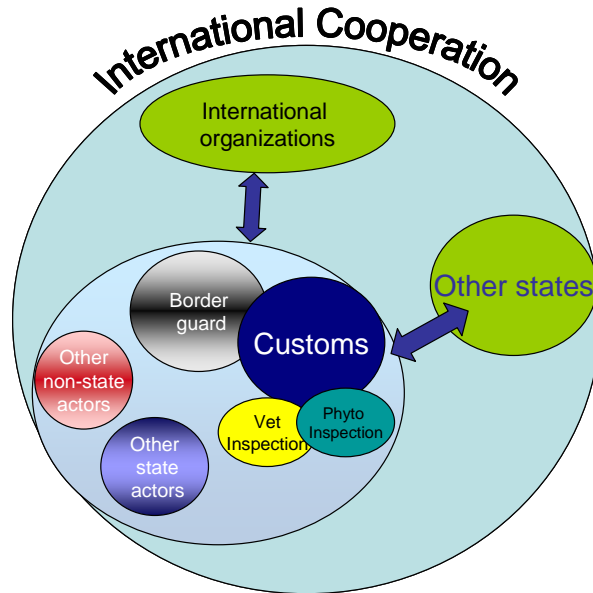 International Cooperation
International
organizations
Other states
Border
guard
Customs
Other
non-state
actors
Vet
Inspection
Phyto
Inspection
Other
state
actors